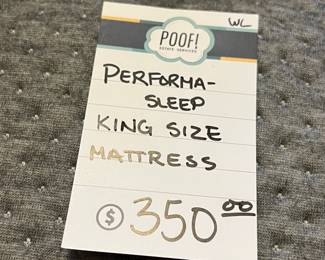 WL
POOF!
ESTATE SERVICES
PERFORMA-
SLEEP
KING SIZE
MATTRESS
$ 350 00